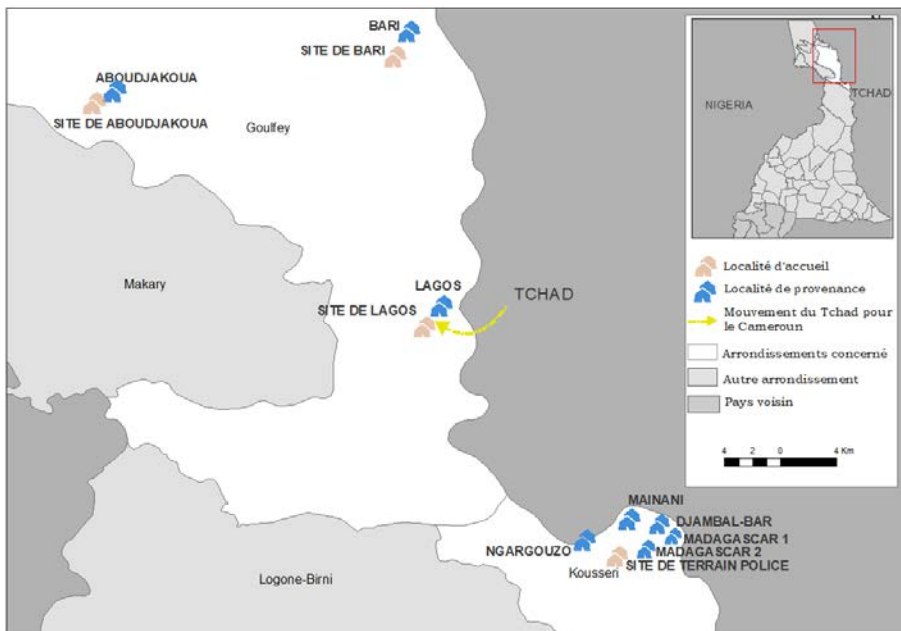 BARI
SITE DE BARI
ABOUDJAKOUA
SITE DE ABOUDJAKOUA
Goulfey
Makary
LAGOS
SITE DE LAGOS
TCHAD
MAINANI
DJAMBAL-BAR
MADAGASCAR 1
NGARGOUZO
MADAGASCAR 2
SITE DE TERRAIN POLICE
Kousseri
Logone-Birni
NIGERIA
TCHAD
Localité d'accueil
Localité de provenance
Mouvement du Tchad pour
le Cameroun
Arrondissements concerné
Autre arrondissement
Pays voisin
4 2 0 4 Km